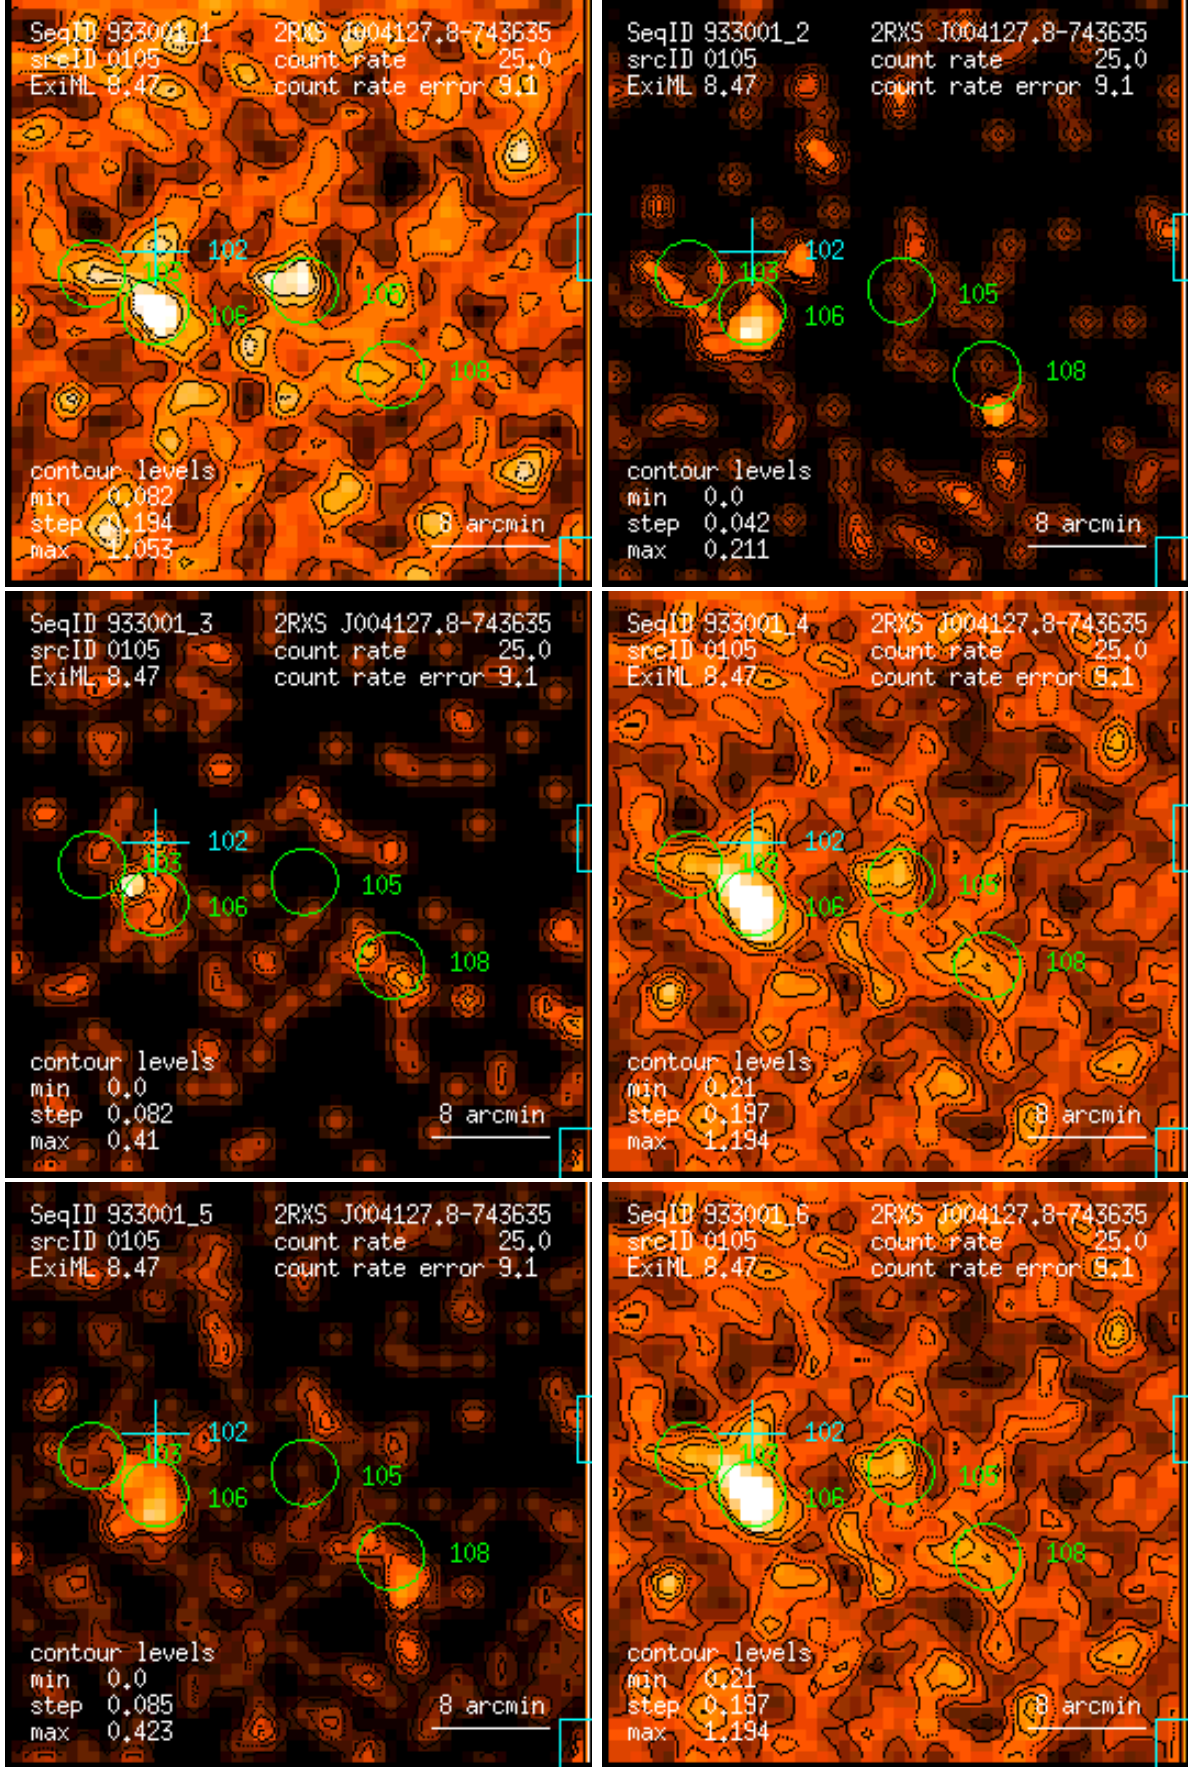 SeqID 933001_1 2RXS J004127.8-743635
srcID 0105 count rate 25.0
ExiML 8.47 count rate error 9.1
102
103
105
106
108
contour levels
min 0.082
step 0.194
max 1.053
8 arcmin
SeqID 933001_2 2RXS J004127.8-743635
srcID 0105 count rate 25.0
ExiML 8.47 count rate error 9.1
102
103
105
106
108
contour levels
min 0.0
step 0.042
max 0.211
8 arcmin
SeqID 933001_3 2RXS J004127.8-743635
srcID 0105 count rate 25.0
ExiML 8.47 count rate error 9.1
102
103
105
106
108
contour levels
min 0.0
step 0.082
max 0.41
8 arcmin
SeqID 933001_4 2RXS J004127.8-743635
srcID 0105 count rate 25.0
ExiML 8.47 count rate error 9.1
102
103
105
106
108
contour levels
min 0.21
step 0.197
max 1.194
8 arcmin
SeqID 933001_5 2RXS J004127.8-743635
srcID 0105 count rate 25.0
ExiML 8.47 count rate error 9.1
102
103
105
106
108
contour levels
min 0.0
step 0.085
max 0.423
8 arcmin
SeqID 933001_6 2RXS J004127.8-743635
srcID 0105 count rate 25.0
ExiML 8.47 count rate error 9.1
102
103
105
106
108
contour levels
min 0.21
step 0.197
max 1.194
8 arcmin